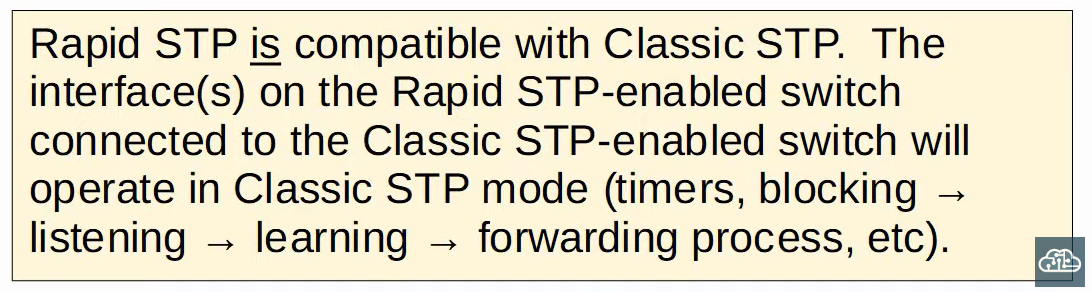 Rapid STP is compatible with Classic STP.  The
interface(s) on the Rapid STP-enabled switch
connected to the Classic STP-enabled switch will
operate in Classic STP mode (timers, blocking →
listening → learning → forwarding process, etc).